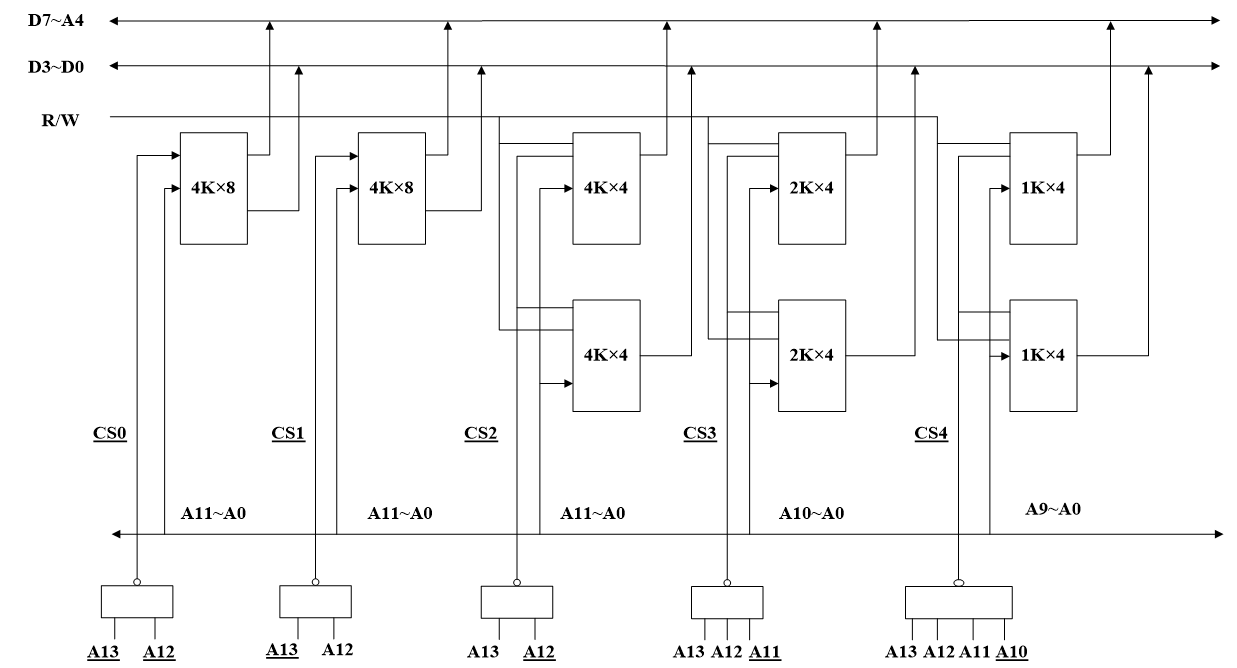 D7~A4
D3~D0
R/W
4K×8 4K×8 4K×4 2K×4 1K×4
4K×4 2K×4 1K×4
CS0 CS1 CS2 CS3 CS4
A11~A0 A11~A0 A11~A0 A10~A0 A9~A0
A13 A12 A13 A12 A13 A12 A13 A12 A11 A13 A12 A11 A10